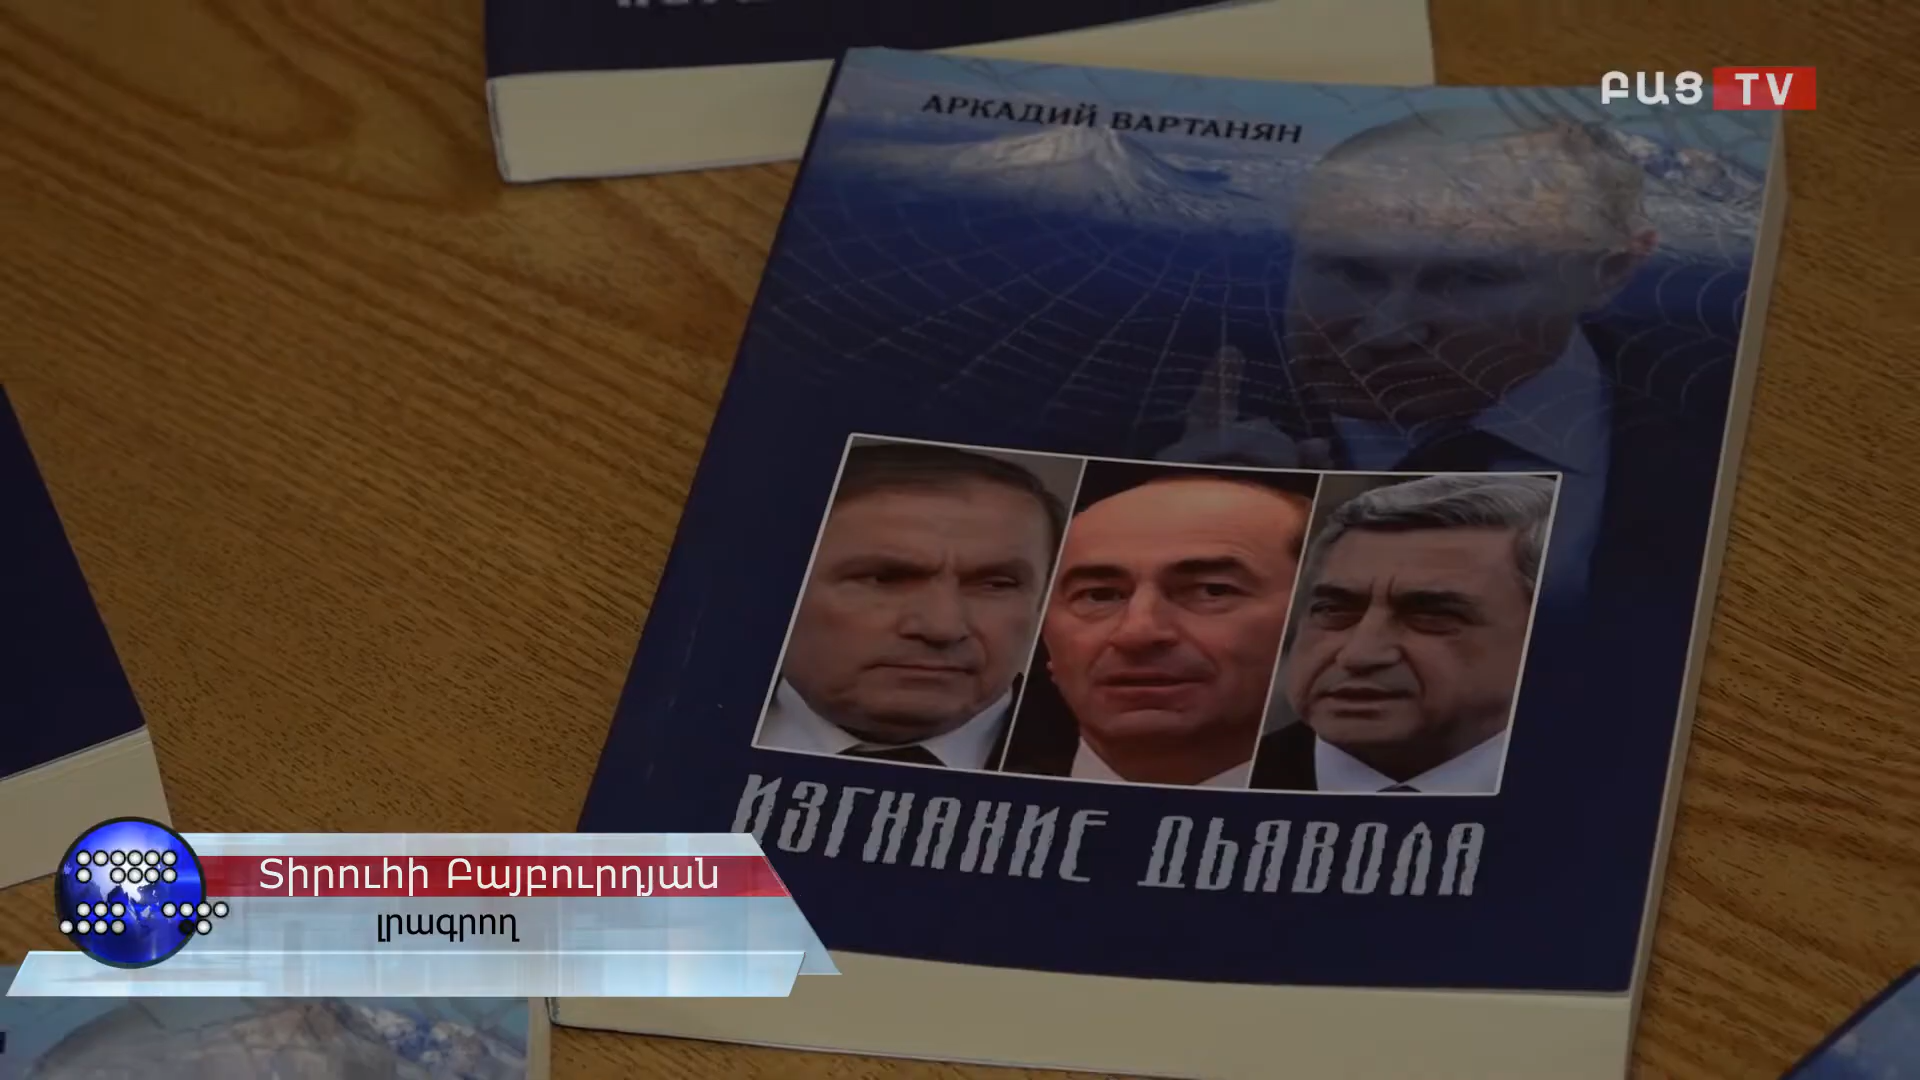 ԲԱՑ TV
АРКАДИЙ ВАРТАНЯН
ИЗГНАНИЕ ДЬЯВОЛА
Տիրուհի Բայբուրդյան
լրագրող